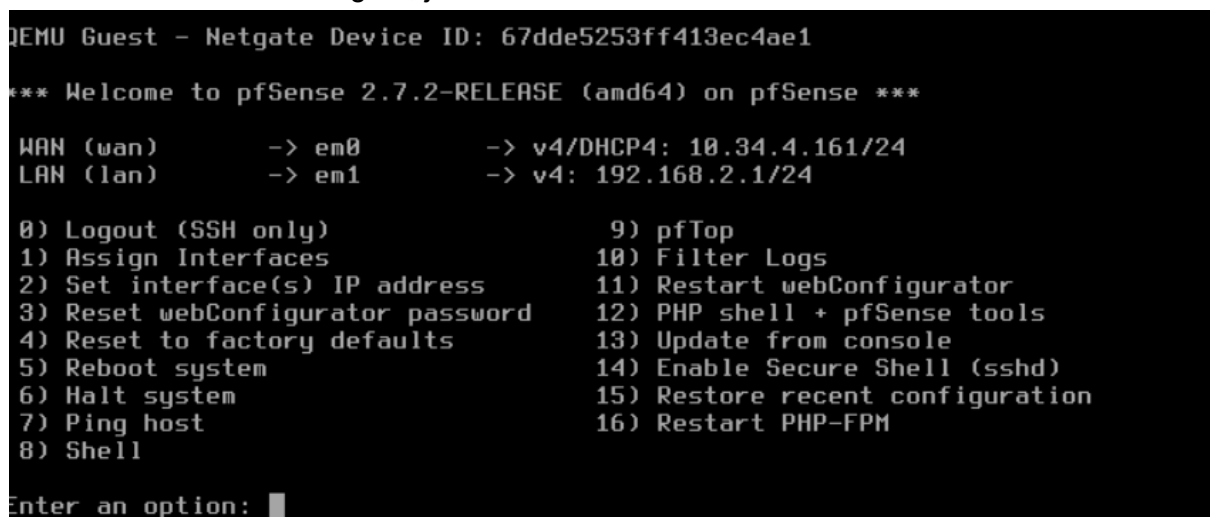 QEMU Guest - Netgate Device ID: 67dde5253ff413ec4ae1
*** Welcome to pfSense 2.7.2-RELEASE (amd64) on pfSense ***
WAN (wan) -> em0 -> v4/DHCP4: 10.34.4.161/24
LAN (lan) -> em1 -> v4: 192.168.2.1/24
0) Logout (SSH only) 9) pfTop
1) Assign Interfaces 10) Filter Logs
2) Set interface(s) IP address 11) Restart webConfigurator
3) Reset webConfigurator password 12) PHP shell + pfSense tools
4) Reset to factory defaults 13) Update from console
5) Reboot system 14) Enable Secure Shell (sshd)
6) Halt system 15) Restore recent configuration
7) Ping host 16) Restart PHP-FPM
8) Shell
Enter an option: